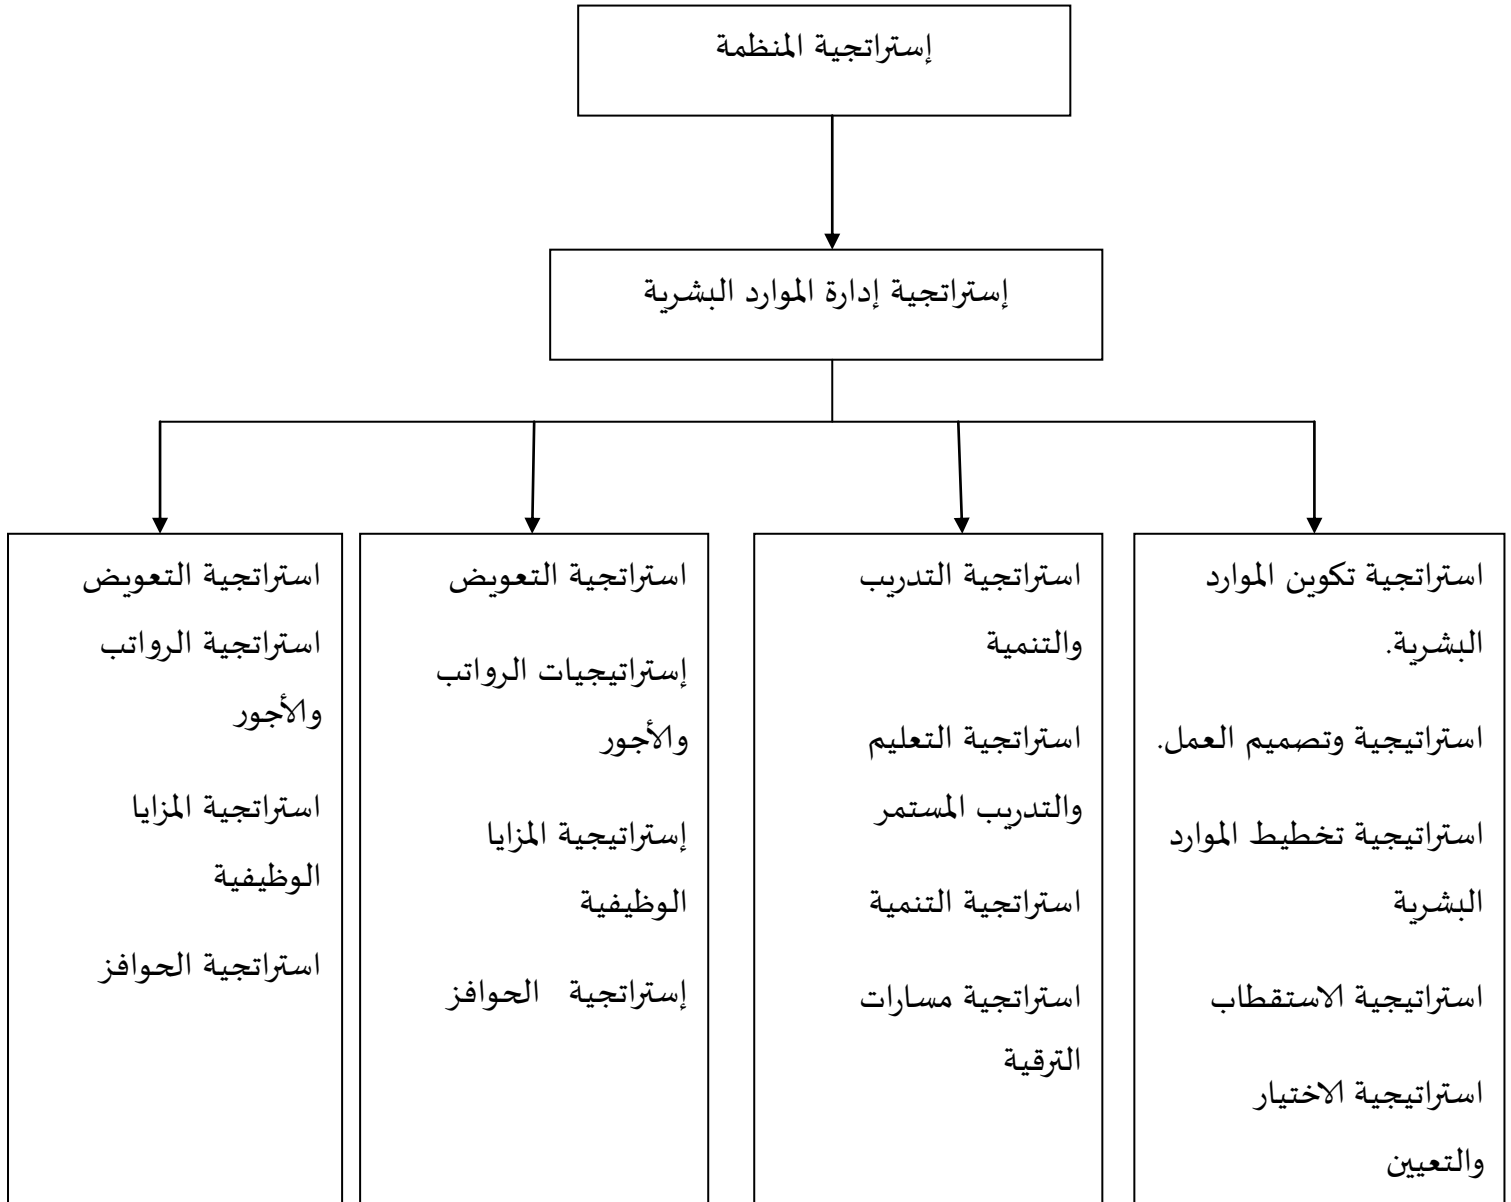 إستراتجية المنظمة
إستراتجية إدارة الموارد البشرية
استراتجية تكوين الموارد
البشرية.
استراتيجية وتصميم العمل.
استراتيجية تخطيط الموارد
البشرية
استراتيجية الاستقطاب
استراتيجية الاختيار
والتعيين
استراتجية التدريب
والتنمية
استراتجية التعليم
والتدريب المستمر
استراتجية التنمية
استراتجية مسارات
الترقية
استراتجية التعويض
إستراتيجيات الرواتب
والأجور
إستراتيجية المزايا
الوظيفية
إستراتجية الحوافز
استراتجية التعويض
استراتجية الرواتب
والأجور
استراتجية المزايا
الوظيفية
استراتجية الحوافز